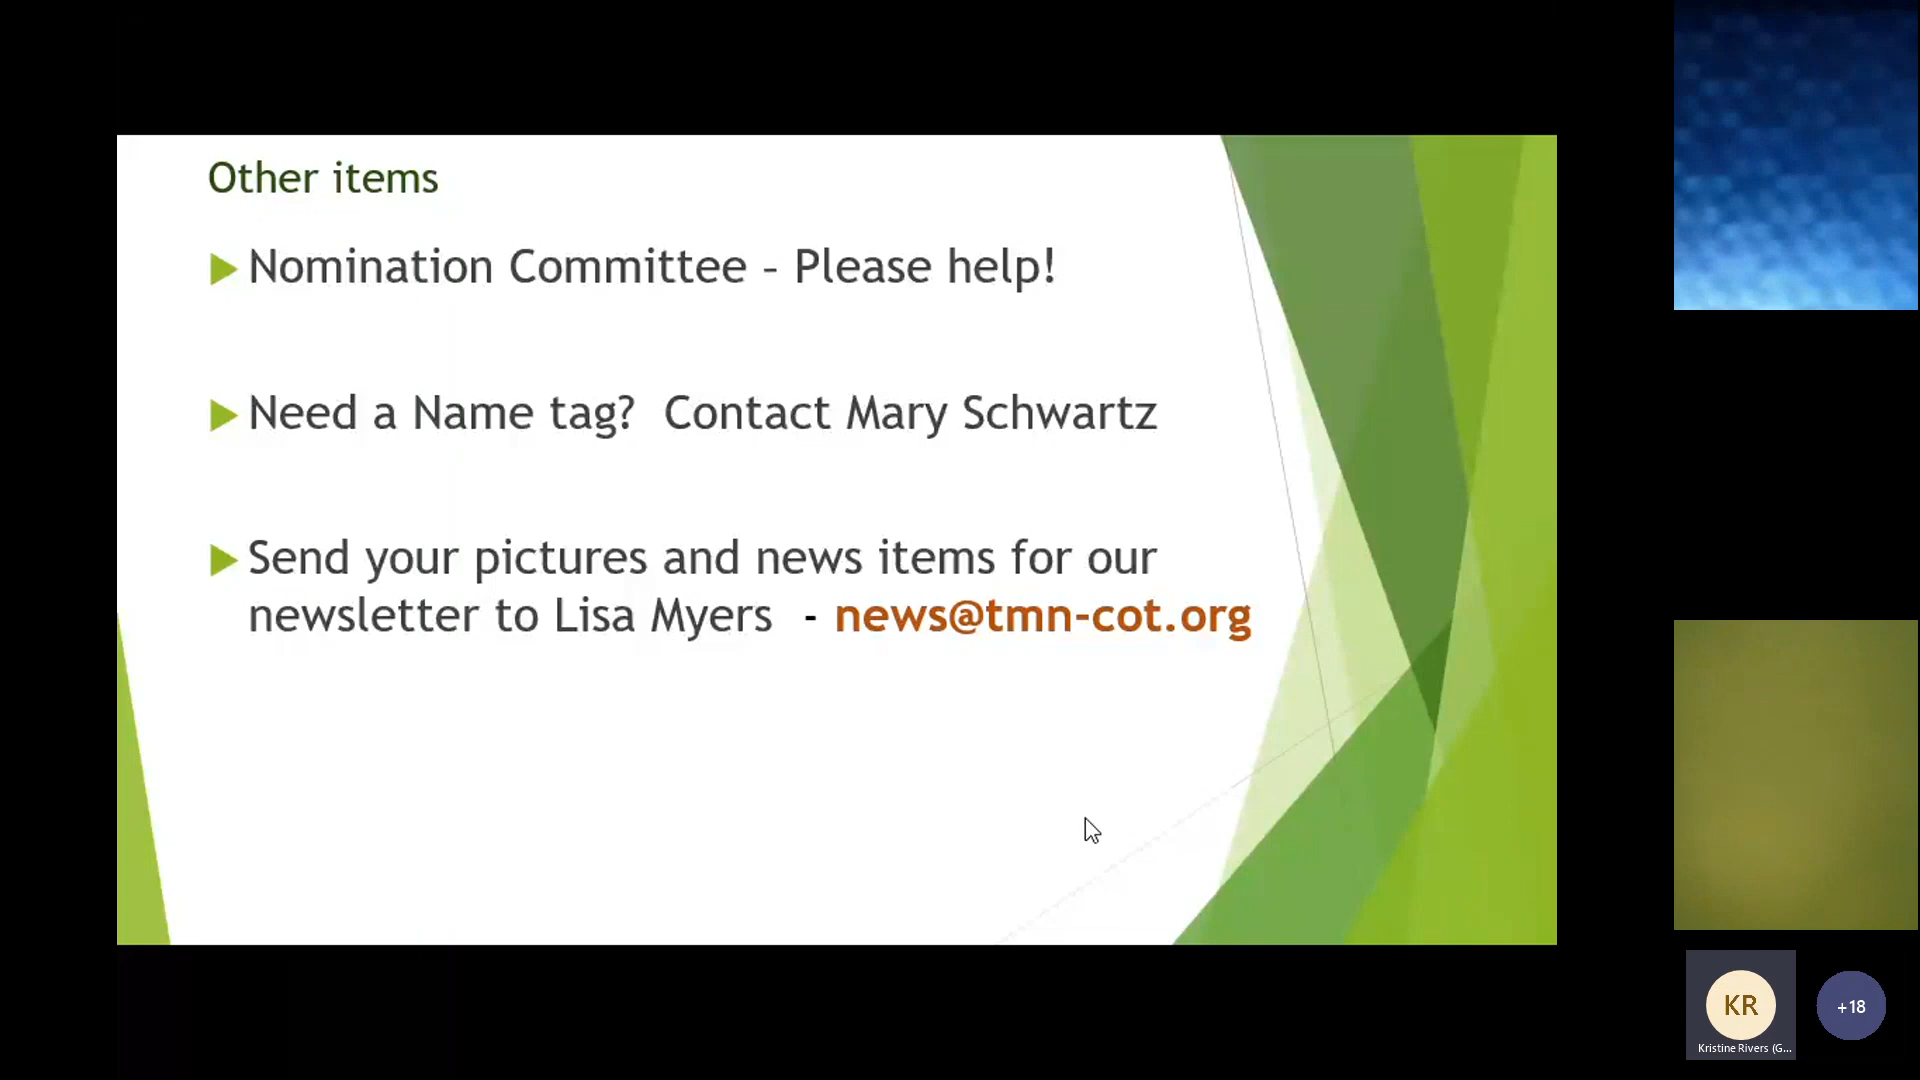 Other items
Nomination Committee – Please help!
Need a Name tag?  Contact Mary Schwartz
Send your pictures and news items for our
newsletter to Lisa Myers  - news@tmn-cot.org
KR
+18
Kristine Rivers (G...